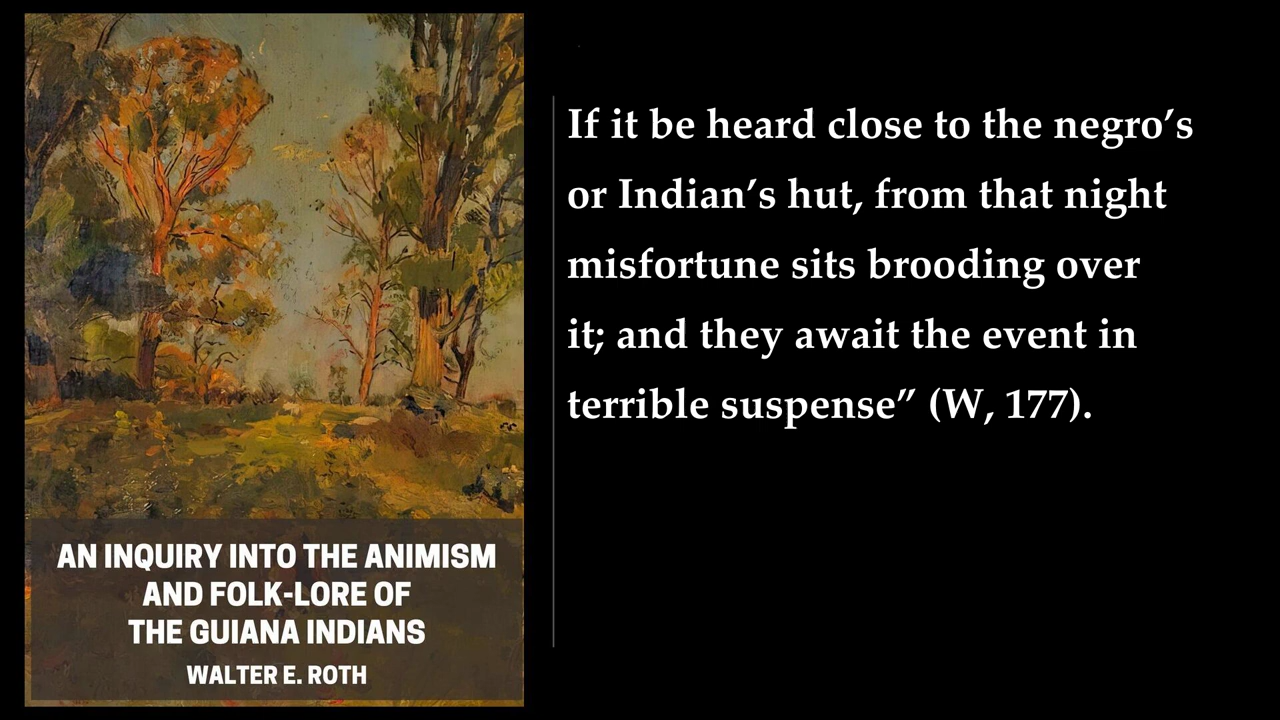 If it be heard close to the negro’s
or Indian’s hut, from that night
misfortune sits brooding over
it; and they await the event in
terrible suspense” (W, 177).
AN INQUIRY INTO THE ANIMISM
AND FOLK-LORE OF
THE GUIANA INDIANS
WALTER E. ROTH